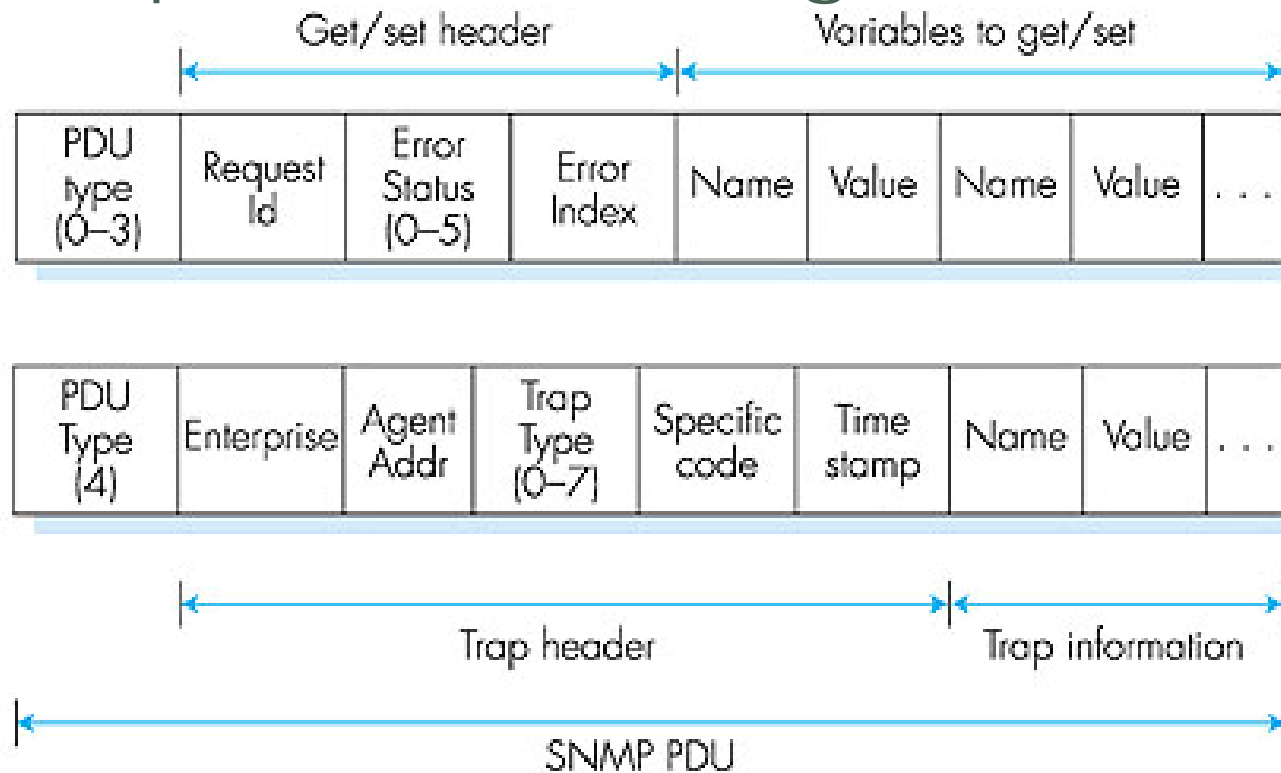 Get/set header Variables to get/set
PDU type (0–3) Request Id Error Status (0–5) Error Index Name Value Name Value . . .
PDU Type (4) Enterprise Agent Addr Trap Type (0–7) Specific code Time stamp Name Value . . .
Trap header Trap information
SNMP PDU